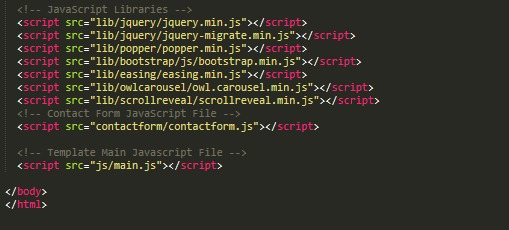 <!-- JavaScript Libraries -->
<script src="lib/jquery/jquery.min.js"></script>
<script src="lib/jquery/jquery-migrate.min.js"></script>
<script src="lib/popper/popper.min.js"></script>
<script src="lib/bootstrap/js/bootstrap.min.js"></script>
<script src="lib/easing/easing.min.js"></script>
<script src="lib/owlcarousel/owl.carousel.min.js"></script>
<script src="lib/scrollreveal/scrollreveal.min.js"></script>
<!-- Contact Form JavaScript File -->
<script src="contactform/contactform.js"></script>
<!-- Template Main Javascript File -->
<script src="js/main.js"></script>
</body>
</html>